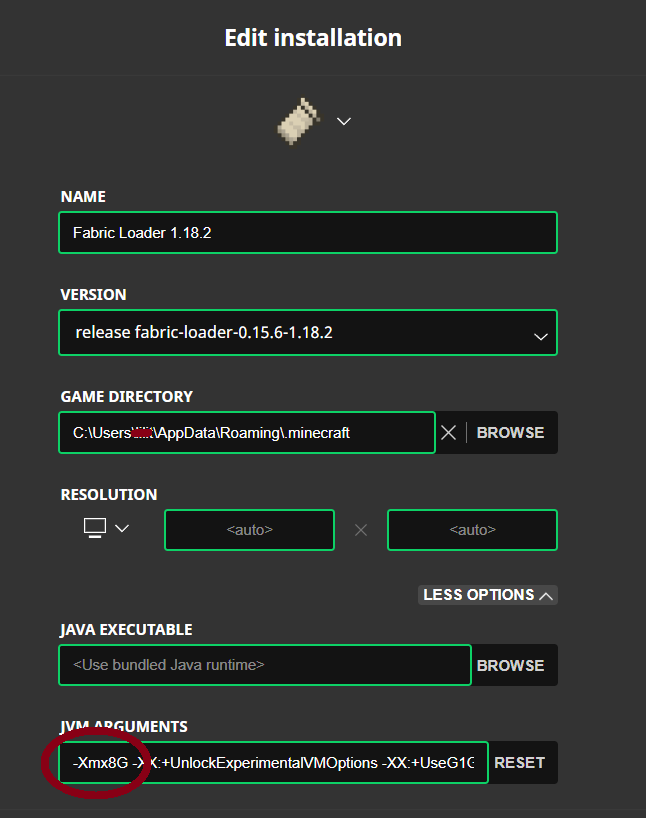 Edit installation
NAME
Fabric Loader 1.18.2
VERSION
release fabric-loader-0.15.6-1.18.2
GAME DIRECTORY
C:\Users\ \AppData\Roaming\.minecraft
BROWSE
RESOLUTION
<auto>
<auto>
LESS OPTIONS
JAVA EXECUTABLE
<Use bundled Java runtime>
BROWSE
JVM ARGUMENTS
-Xmx8G -XX:+UnlockExperimentalVMOptions -XX:+UseG1G
RESET